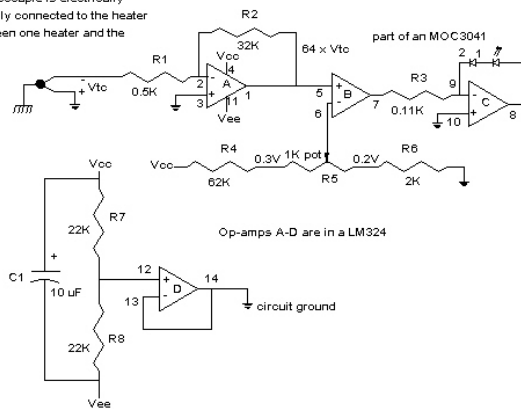 ly connected to the heater
een one heater and the
R2
32K
64 x Vtc
part of an MOC3041
R1
0.5K
Vtc
-
+
Vcc
4
2
-
A
1
3
+
11
Vee
5
+
B
7
6
-
R3
0.11K
2
1
9
-
C
8
10
+
Vcc
R4
62K
0.3V
1K pot
R5
0.2V
R6
2K
Vcc
R7
22K
Op-amps A-D are in a LM324
C1
+
10 uF
12
+
D
14
13
-
circuit ground
R8
22K
Vee